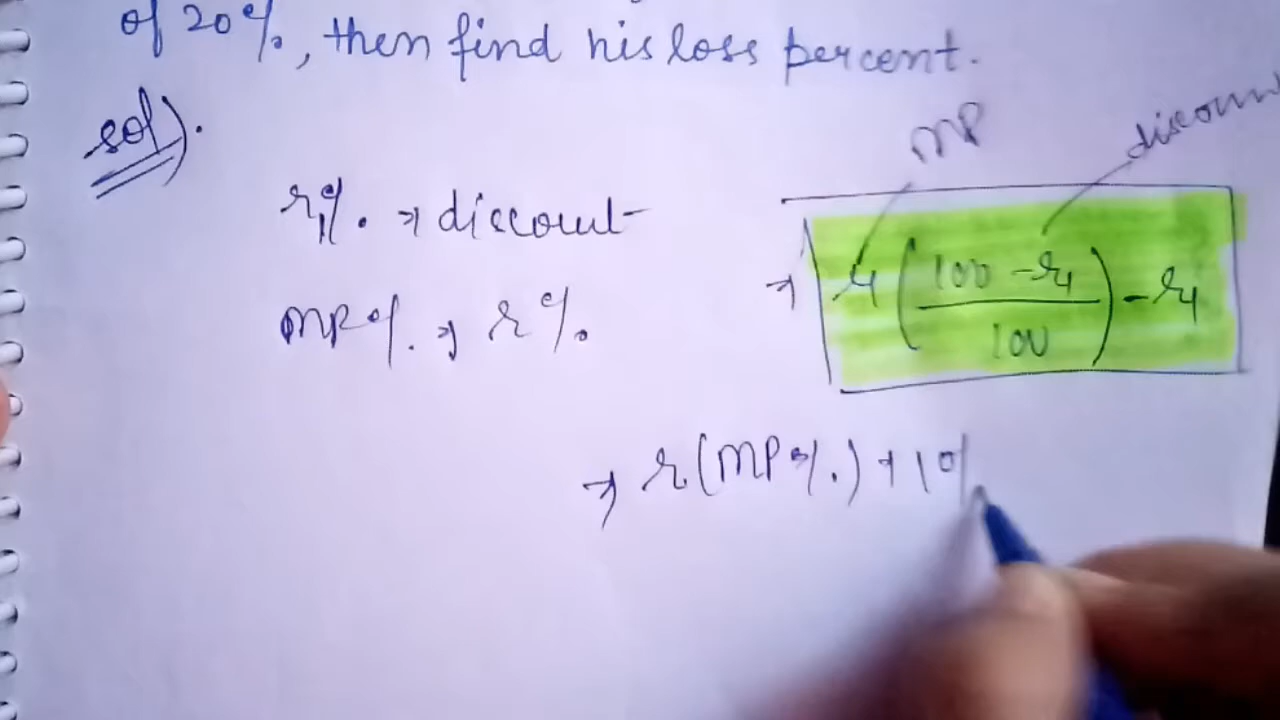 of 20%, then find his loss percent.
sol).
MP discount
r₁%. → discount
→ r (100 - r₁ / 100) - r₁
MP%. → r%.
→ r(MP%.) → 10%